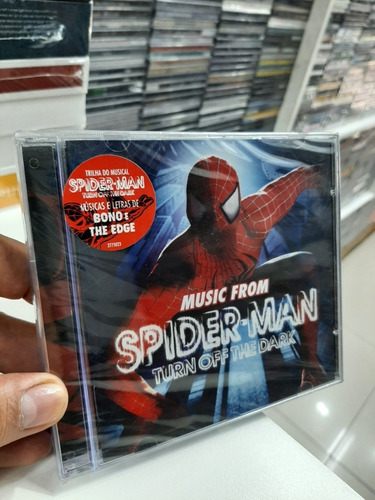 TRILHA DO MUSICAL
SPIDER-MAN
TURN OFF THE DARK
MÚSICAS E LETRAS DE
BONO E
THE EDGE
2771023
MUSIC FROM
SPIDER-MAN
TURN OFF THE DARK